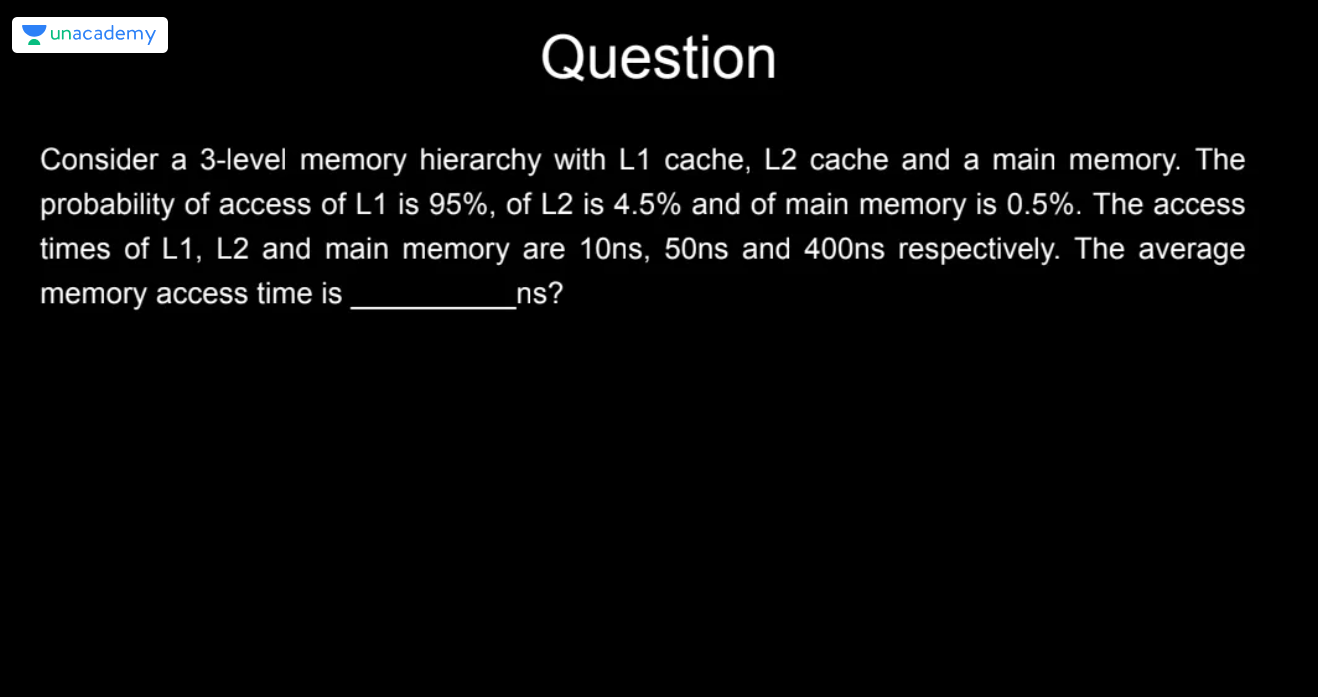 unacademy
Question
Consider a 3-level memory hierarchy with L1 cache, L2 cache and a main memory. The
probability of access of L1 is 95%, of L2 is 4.5% and of main memory is 0.5%. The access
times of L1, L2 and main memory are 10ns, 50ns and 400ns respectively. The average
memory access time is __________ns?